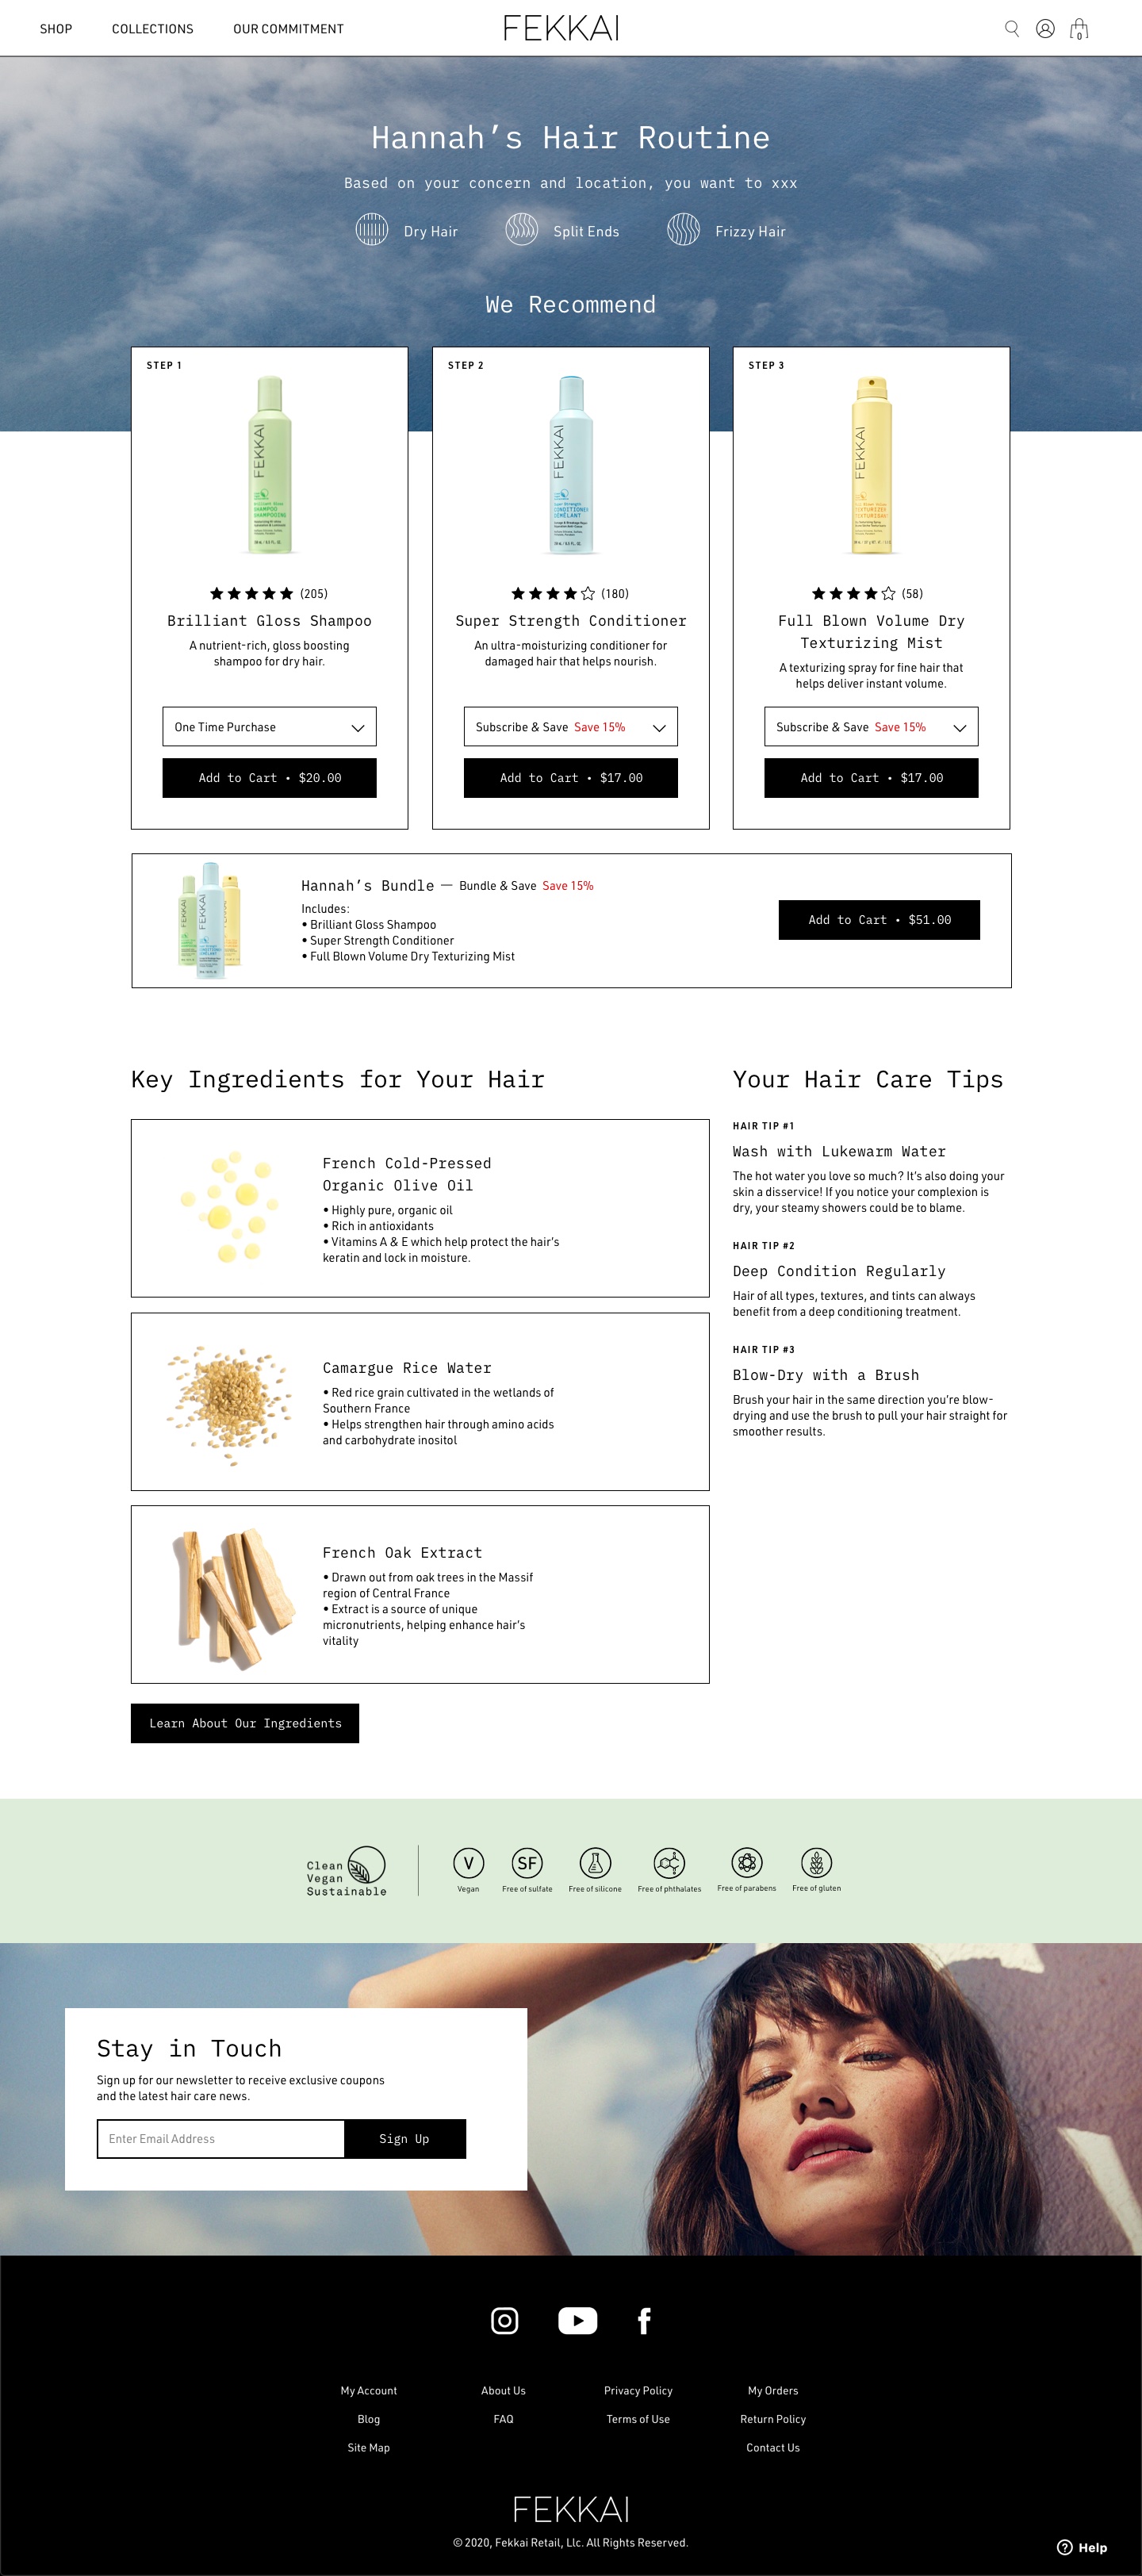 SHOP
COLLECTIONS
OUR COMMITMENT
FEKKAI
0
Hannah’s Hair Routine
Based on your concern and location, you want to xxx
Dry Hair
Split Ends
Frizzy Hair
We Recommend
STEP 1
FEKKAI
SHAMPOO
SHAMPOOING
(205)
Brilliant Gloss Shampoo
A nutrient-rich, gloss boosting
shampoo for dry hair.
One Time Purchase
Add to Cart • $20.00
STEP 2
FEKKAI
Super Strength
CONDITIONER
DÉMÊLANT
(180)
Super Strength Conditioner
An ultra-moisturizing conditioner for
damaged hair that helps nourish.
Subscribe & Save Save 15%
Add to Cart • $17.00
STEP 3
FEKKAI
TEXTURIZER
(58)
Full Blown Volume Dry
Texturizing Mist
A texturizing spray for fine hair that
helps deliver instant volume.
Subscribe & Save Save 15%
Add to Cart • $17.00
FEKKAI
FEKKAI
Hannah’s Bundle — Bundle & Save Save 15%
Includes:
• Brilliant Gloss Shampoo
• Super Strength Conditioner
• Full Blown Volume Dry Texturizing Mist
Add to Cart • $51.00
Key Ingredients for Your Hair
French Cold-Pressed
Organic Olive Oil
• Highly pure, organic oil
• Rich in antioxidants
• Vitamins A & E which help protect the hair’s
keratin and lock in moisture.
Camargue Rice Water
• Red rice grain cultivated in the wetlands of
Southern France
• Helps strengthen hair through amino acids
and carbohydrate inositol
French Oak Extract
• Drawn out from oak trees in the Massif
region of Central France
• Extract is a source of unique
micronutrients, helping enhance hair’s
vitality
Learn About Our Ingredients
Your Hair Care Tips
HAIR TIP #1
Wash with Lukewarm Water
The hot water you love so much? It’s also doing your
skin a disservice! If you notice your complexion is
dry, your steamy showers could be to blame.
HAIR TIP #2
Deep Condition Regularly
Hair of all types, textures, and tints can always
benefit from a deep conditioning treatment.
HAIR TIP #3
Blow-Dry with a Brush
Brush your hair in the same direction you’re blow-
drying and use the brush to pull your hair straight for
smoother results.
Clean
Vegan
Sustainable
V
Vegan
SF
Free of sulfate
Free of silicone
Free of phthalates
Free of parabens
Free of gluten
Stay in Touch
Sign up for our newsletter to receive exclusive coupons
and the latest hair care news.
Enter Email Address
Sign Up
My Account
Blog
Site Map
About Us
FAQ
Privacy Policy
Terms of Use
My Orders
Return Policy
Contact Us
FEKKAI
© 2020, Fekkai Retail, Llc. All Rights Reserved.
Help